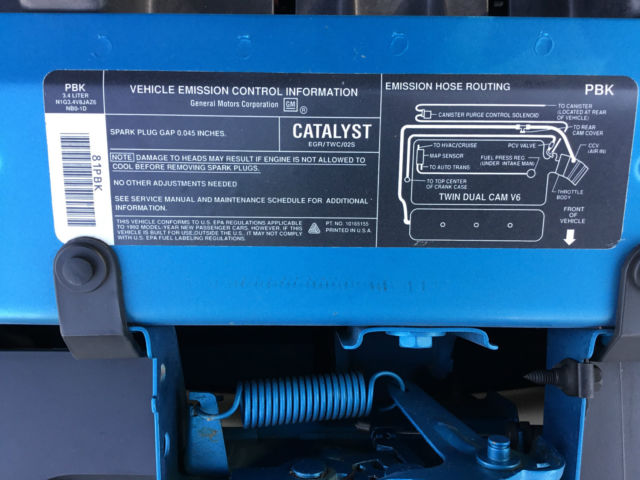 PBK
3.4 LITER
N1G3.4V8JAZ6
NB0-1D
VEHICLE EMISSION CONTROL INFORMATION
General Motors Corporation GM ®
SPARK PLUG GAP 0.045 INCHES.
CATALYST
EGR/TWC/O2S
NOTE DAMAGE TO HEADS MAY RESULT IF ENGINE IS NOT ALLOWED TO
COOL BEFORE REMOVING SPARK PLUGS.
NO OTHER ADJUSTMENTS NEEDED
SEE SERVICE MANUAL AND MAINTENANCE SCHEDULE FOR ADDITIONAL
INFORMATION.
THIS VEHICLE CONFORMS TO U.S. EPA REGULATIONS APPLICABLE
TO 1992 MODEL-YEAR NEW PASSENGER CARS. HOWEVER, IF THIS
VEHICLE IS BUILT FOR USE OUTSIDE THE U.S. IT MAY NOT COMPLY
WITH U.S. EPA FUEL LABELING REGULATIONS.
PT. NO. 10165155
PRINTED IN U.S.A.
81PBK
EMISSION HOSE ROUTING
PBK
TO CANISTER
(LOCATED AT REAR
OF VEHICLE)
CANISTER PURGE CONTROL SOLENOID
TO REAR
CAM COVER
TO HVAC/CRUISE
PCV VALVE
CCV
(AIR IN)
MAP SENSOR
FUEL PRESS REG
(UNDER INTAKE MAN)
TO AUTO TRANS
TO TOP CENTER
OF CRANK CASE
THROTTLE
BODY
TWIN DUAL CAM V6
FRONT
OF
VEHICLE